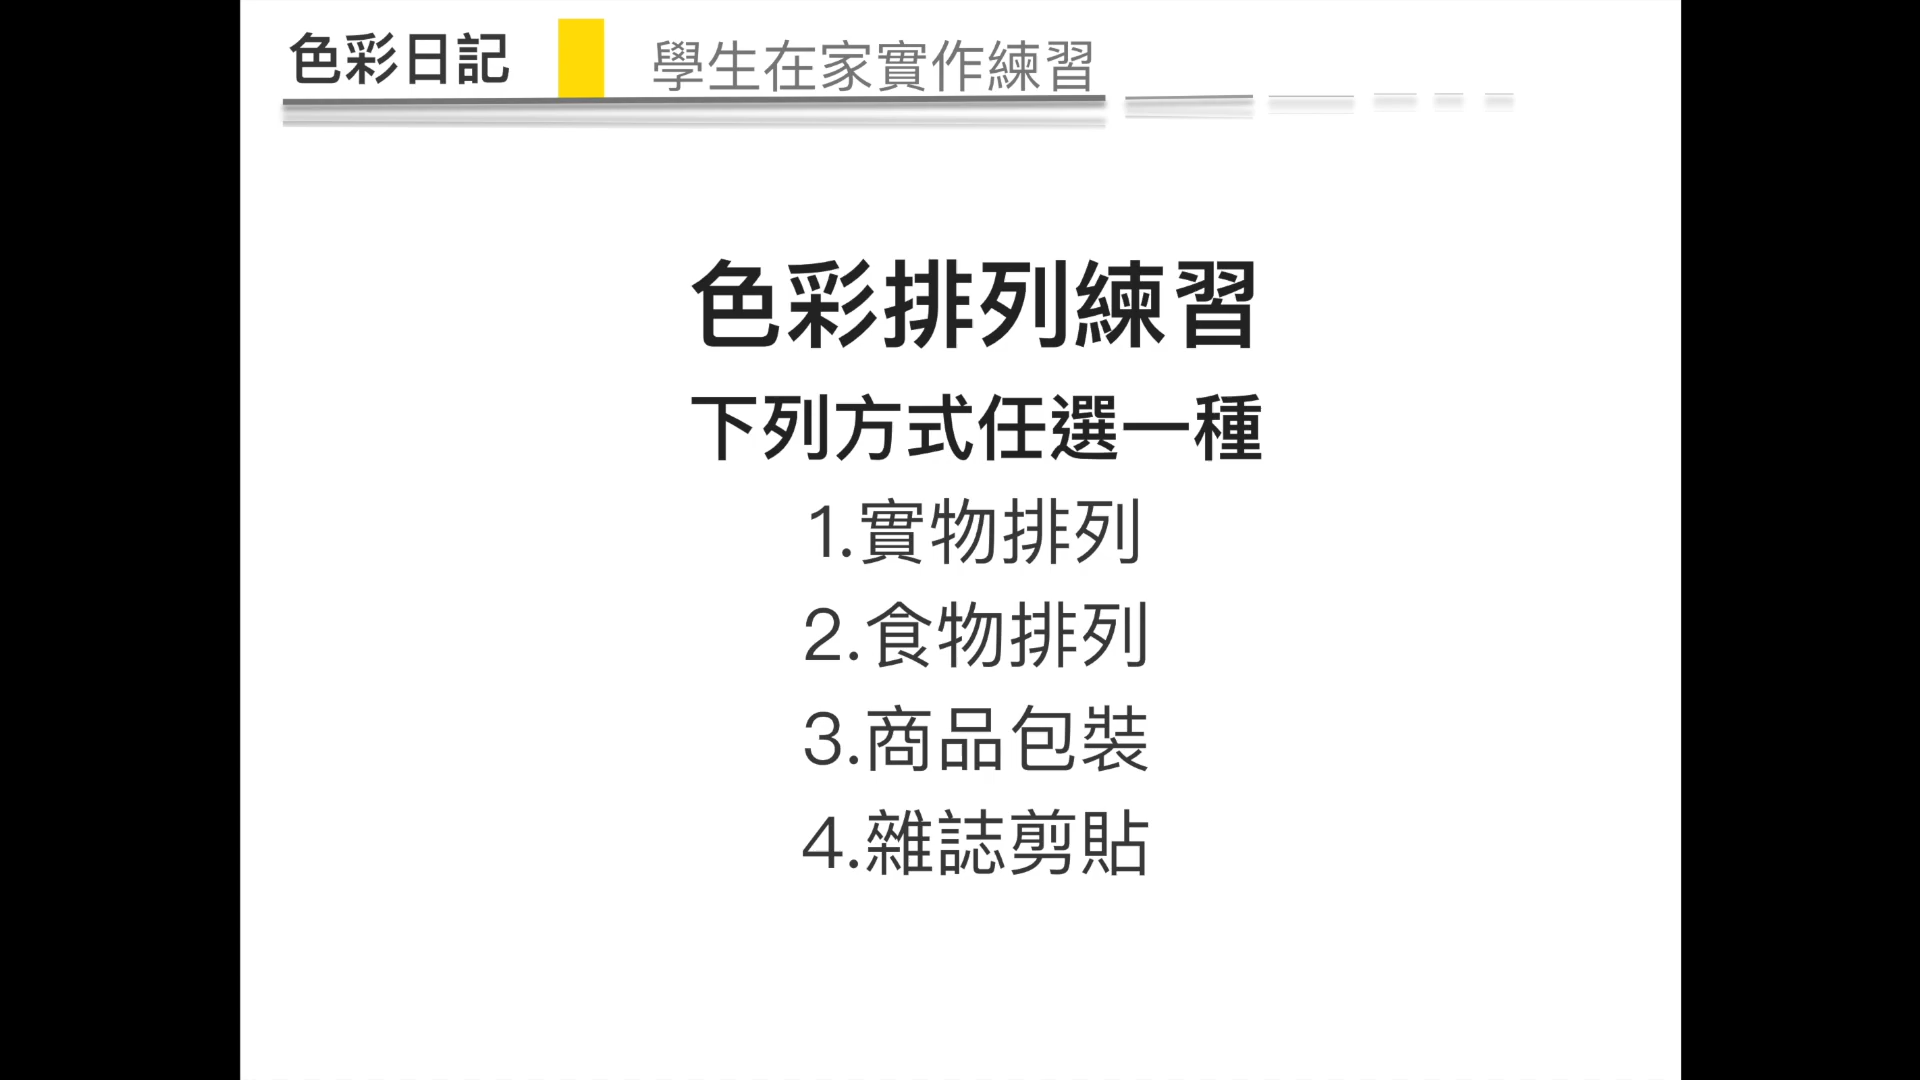 色彩日記 學生在家實作練習
色彩排列練習
下列方式任選一種
1.實物排列
2.食物排列
3.商品包裝
4.雜誌剪貼